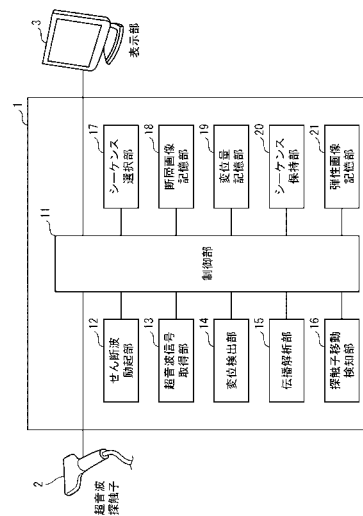 1
2
超音波
探触子
3
表示部
11
制御部
12
せん断波
励起部
13
超音波信号
取得部
14
変位検出部
15
伝播解析部
16
探触子移動
検知部
17
シーケンス
選択部
18
断層画像
記憶部
19
変位量
記憶部
20
シーケンス
保持部
21
弾性画像
記憶部